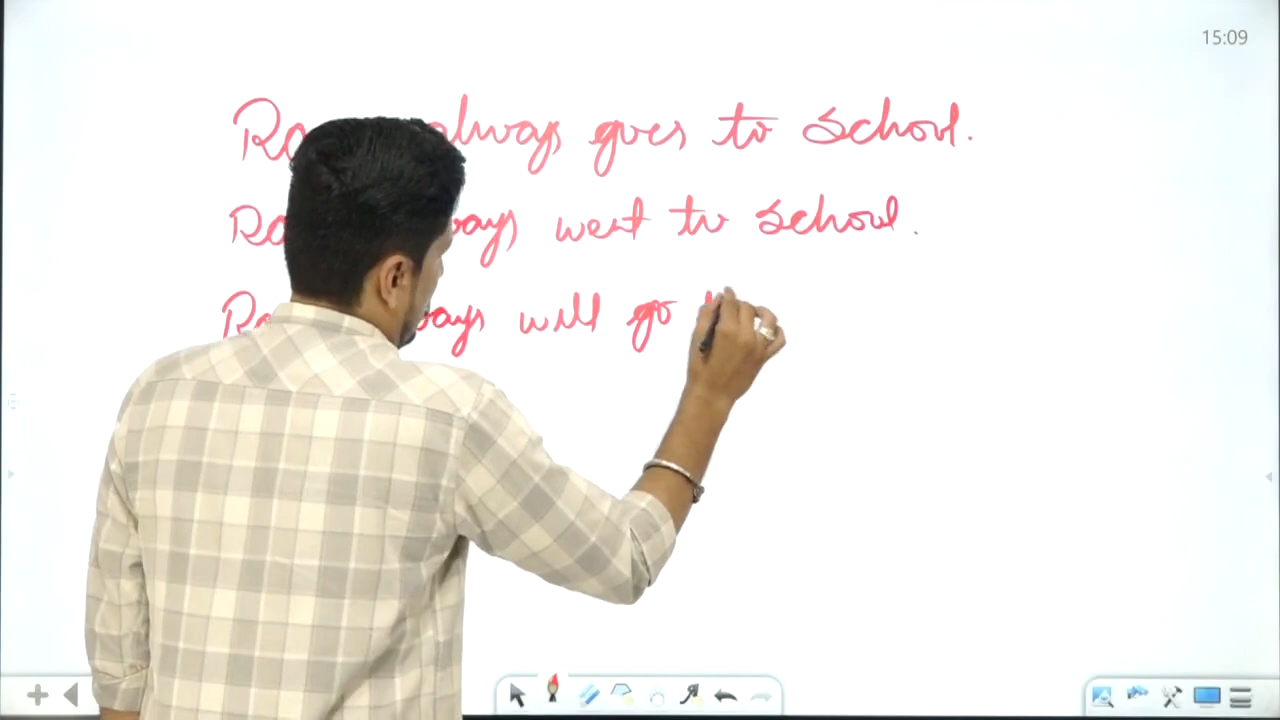 15:09
always goes to school.
went to school.
will go